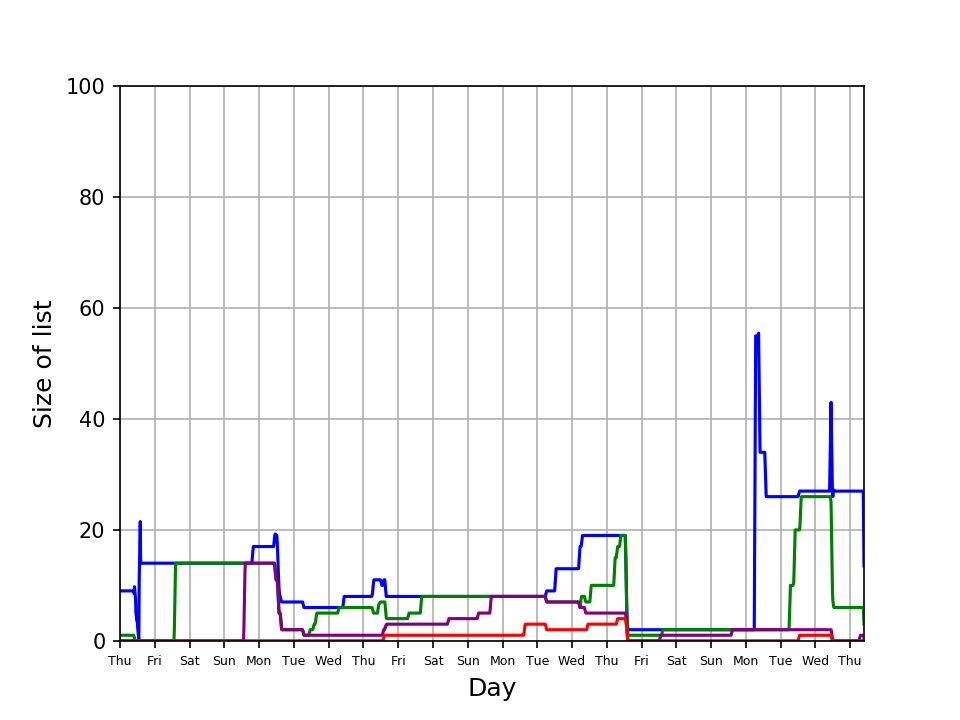 100
80
60
40
20
0
Size of list
Thu Fri Sat Sun Mon Tue Wed Thu Fri Sat Sun Mon Tue Wed Thu Fri Sat Sun Mon Tue Wed Thu
Day